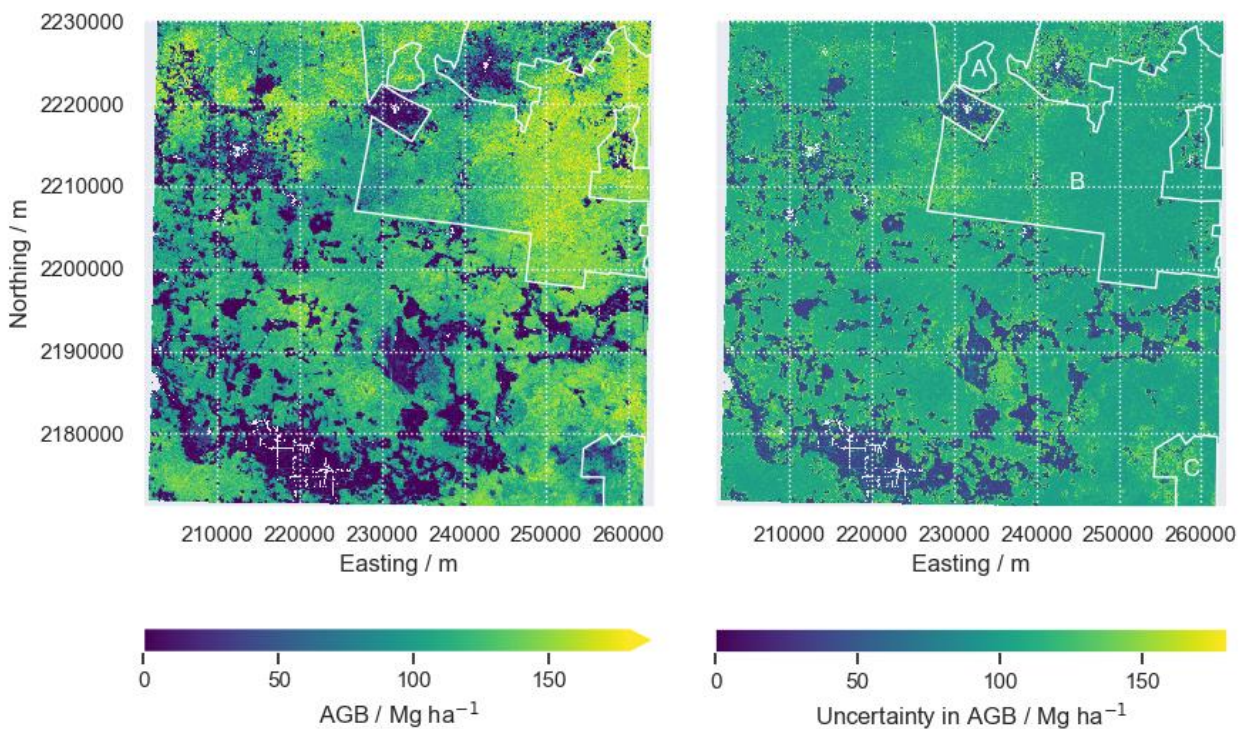 2230000
2220000
2210000
2200000
2190000
2180000
Northing / m
210000 220000 230000 240000 250000 260000
Easting / m
A
B
C
210000 220000 230000 240000 250000 260000
Easting / m
0 50 100 150
AGB / Mg ha⁻¹
0 50 100 150
Uncertainty in AGB / Mg ha⁻¹